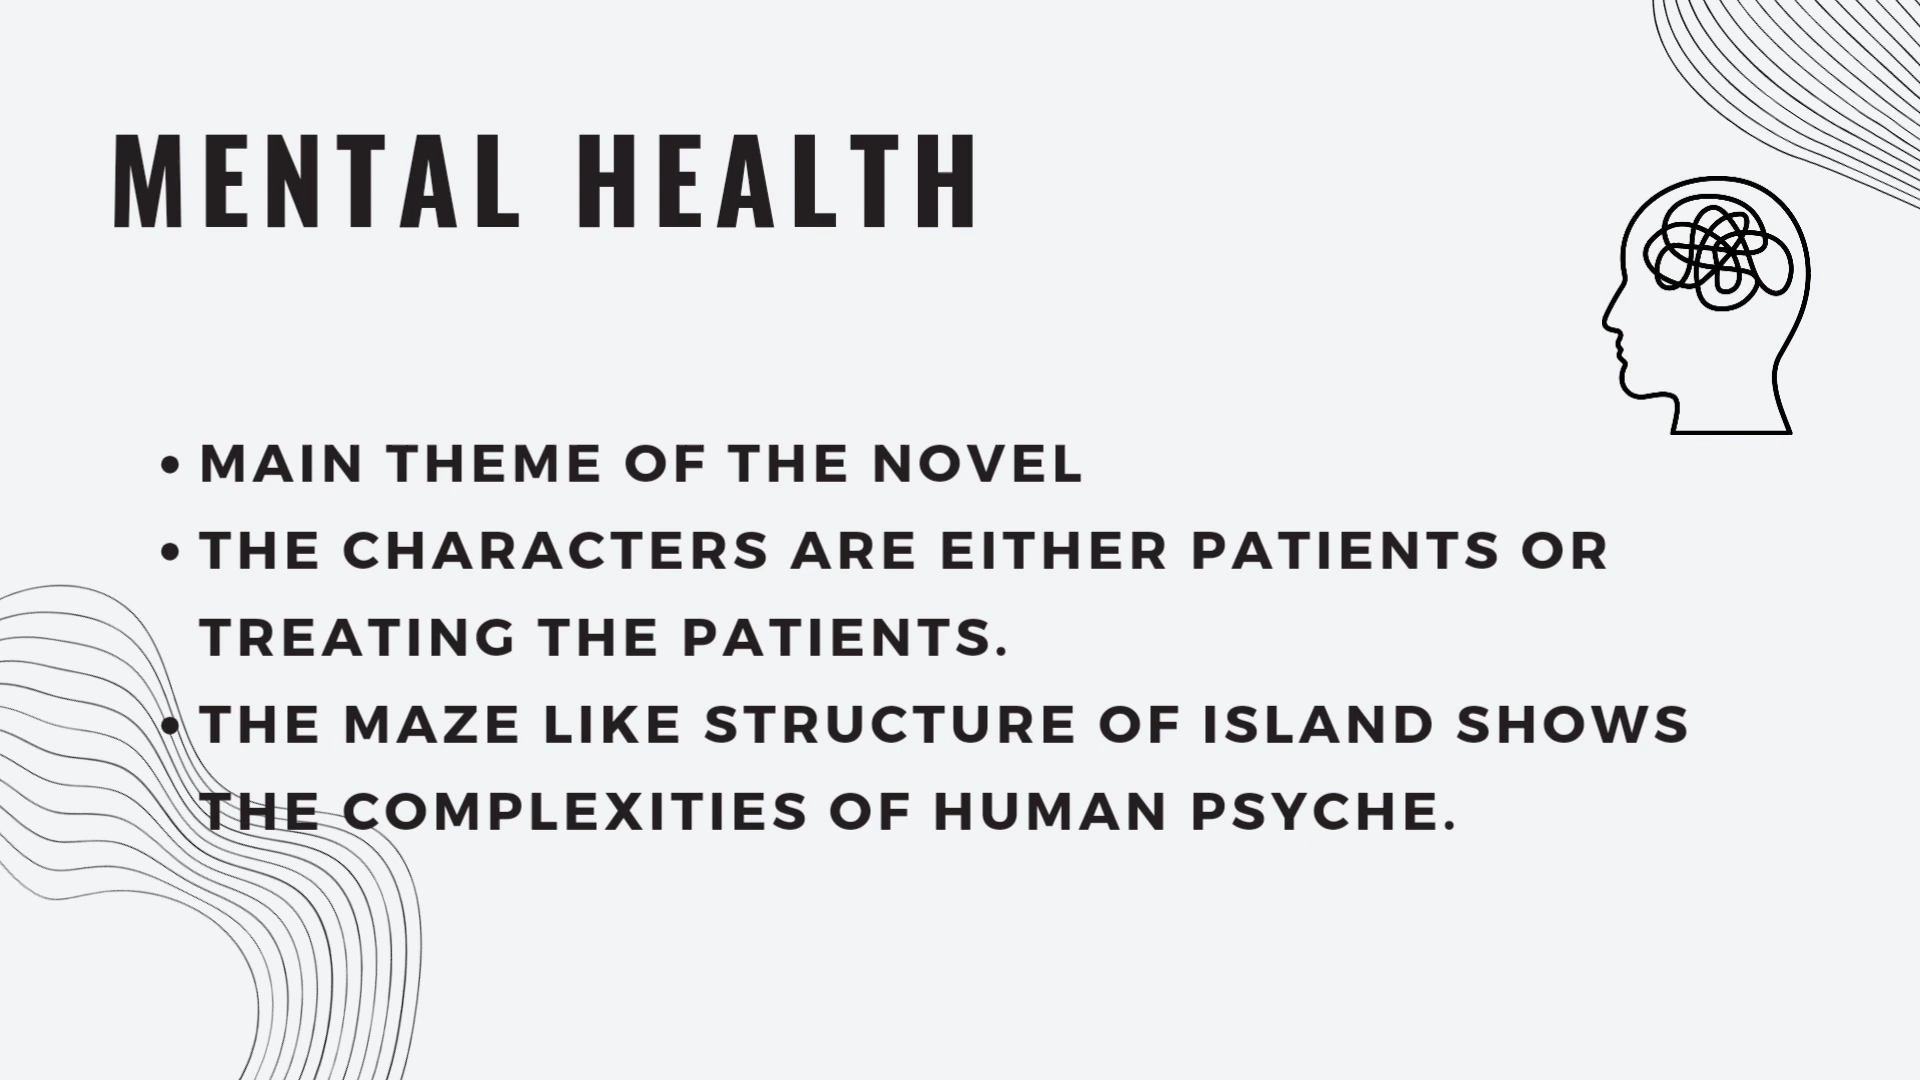 MENTAL HEALTH
• MAIN THEME OF THE NOVEL
• THE CHARACTERS ARE EITHER PATIENTS OR
TREATING THE PATIENTS.
• THE MAZE LIKE STRUCTURE OF ISLAND SHOWS
THE COMPLEXITIES OF HUMAN PSYCHE.